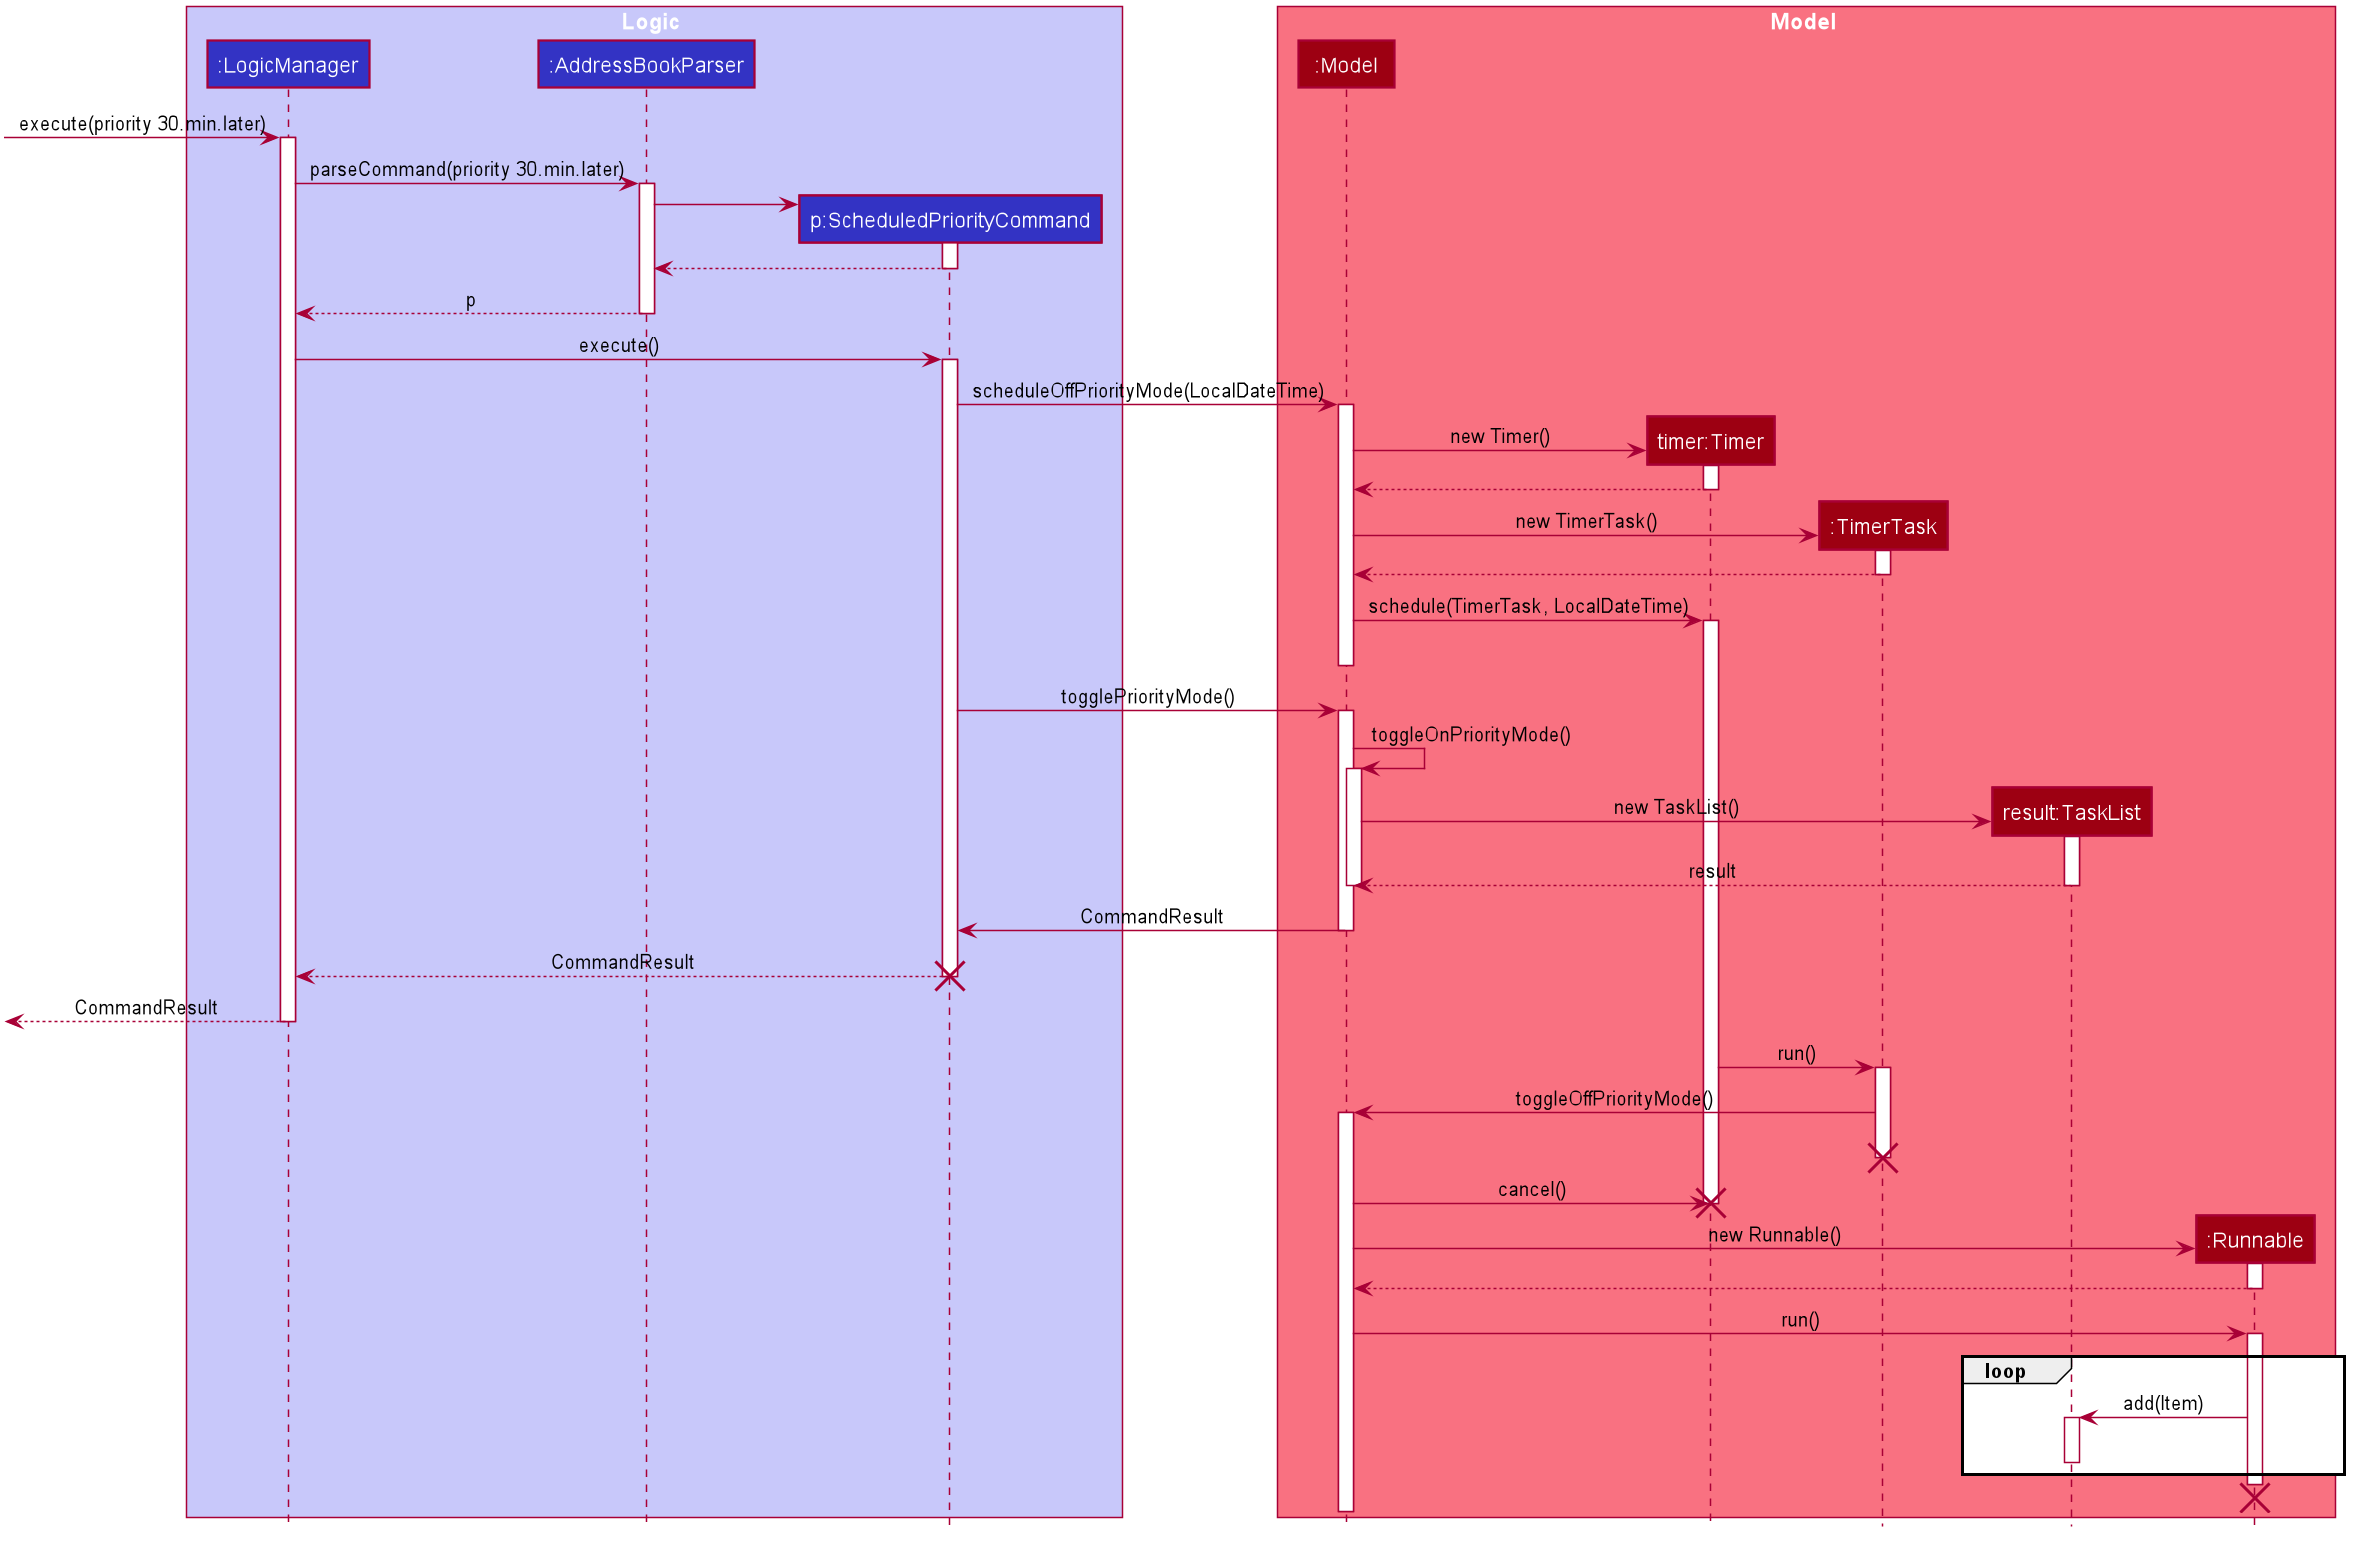 Logic
Model
:LogicManager
:AddressBookParser
:Model
execute(priority 30.min.later)
parseCommand(priority 30.min.later)
p:ScheduledPriorityCommand
p
execute()
scheduleOffPriorityMode(LocalDateTime)
new Timer()
timer:Timer
new TimerTask()
:TimerTask
schedule(TimerTask, LocalDateTime)
togglePriorityMode()
toggleOnPriorityMode()
new TaskList()
result:TaskList
result
CommandResult
CommandResult
CommandResult
run()
toggleOffPriorityMode()
cancel()
new Runnable()
:Runnable
run()
loop
add(Item)